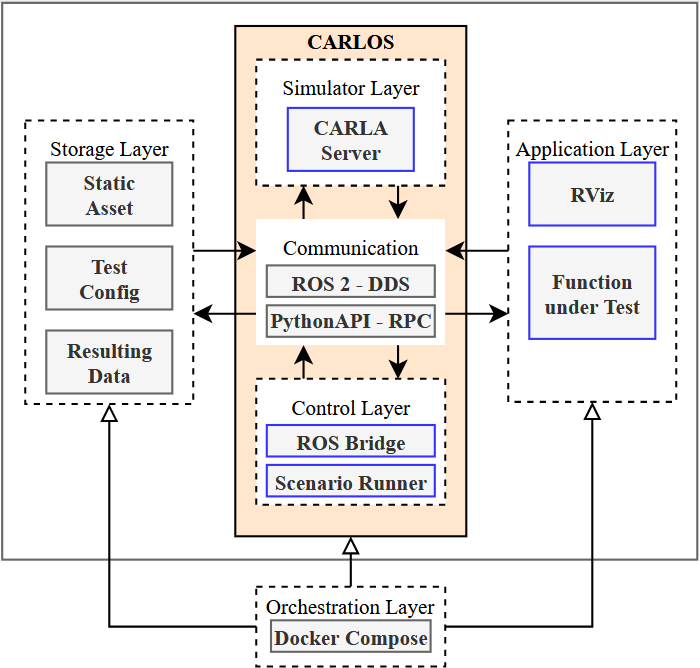 CARLOS
Simulator Layer
CARLA
Server
Storage Layer
Static
Asset
Test
Config
Resulting
Data
Communication
ROS 2 - DDS
PythonAPI - RPC
Application Layer
RViz
Function
under Test
Control Layer
ROS Bridge
Scenario Runner
Orchestration Layer
Docker Compose